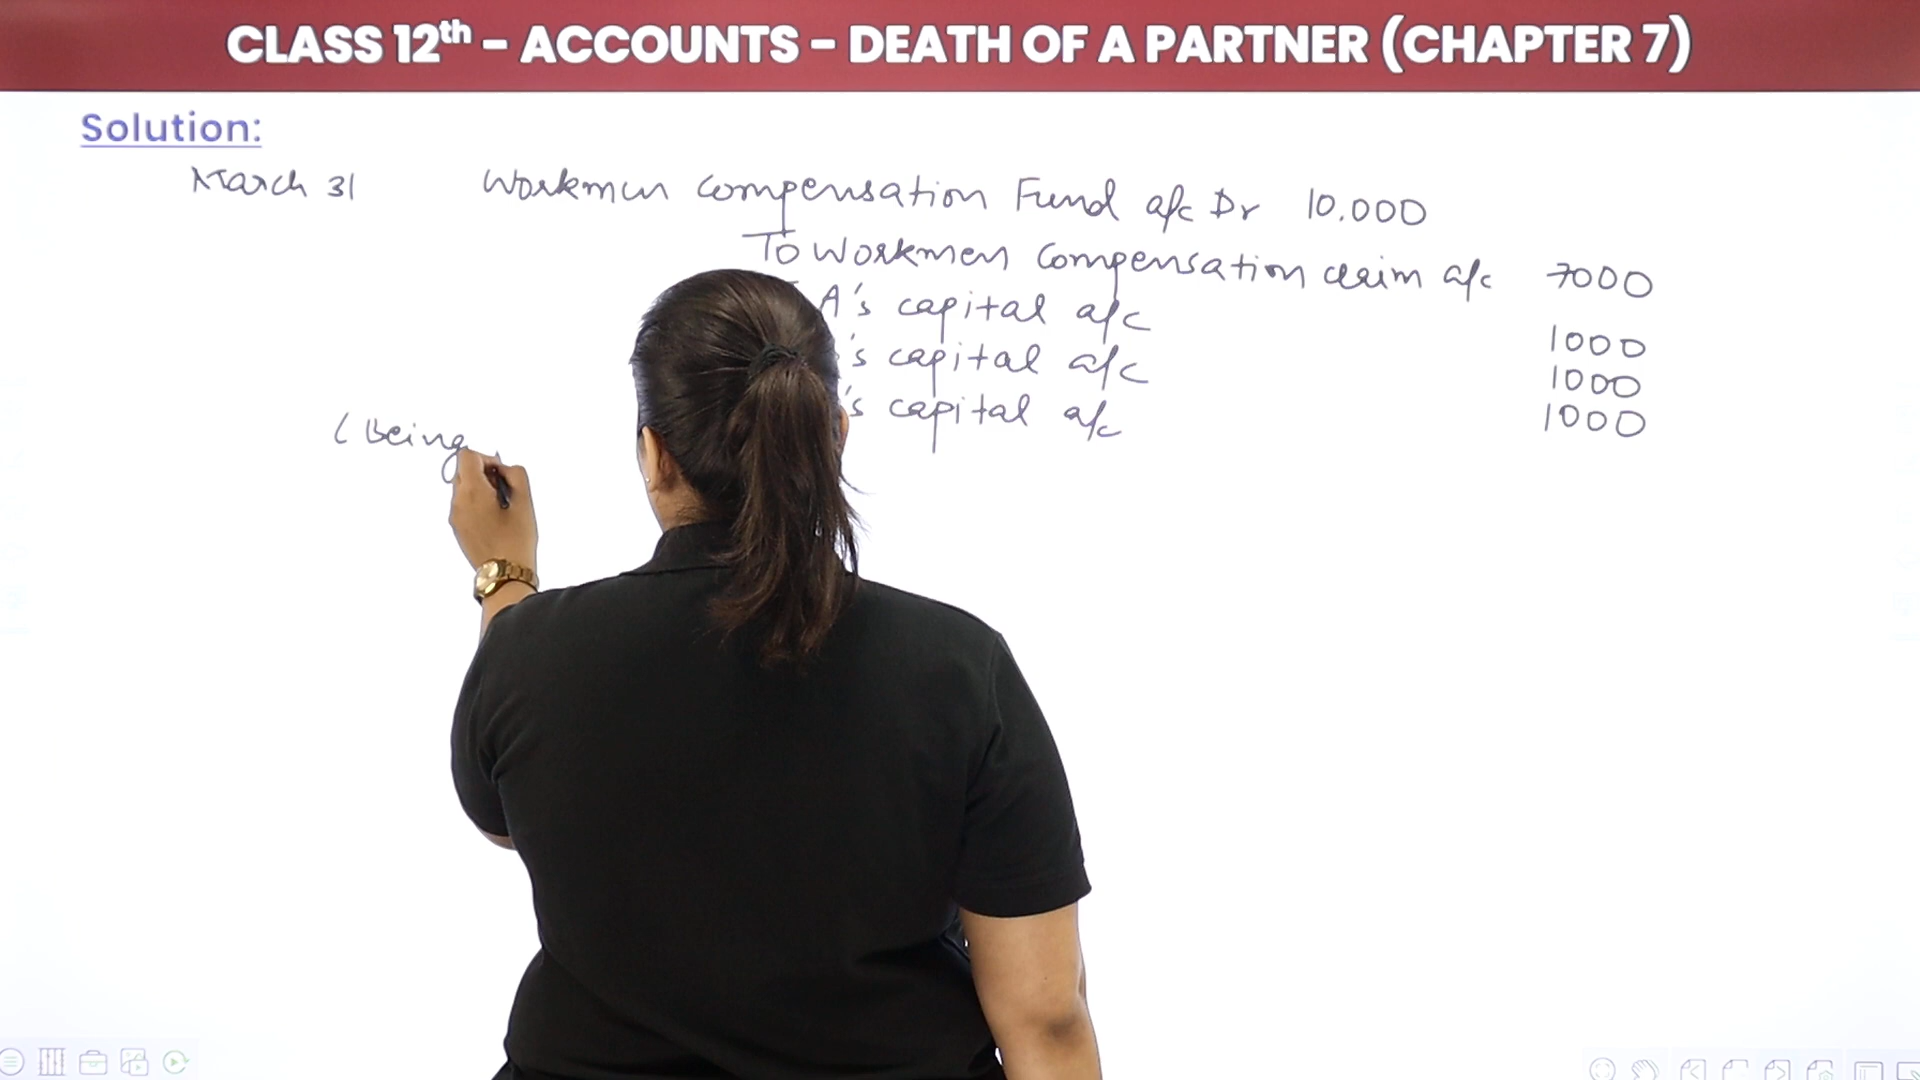 CLASS 12th - ACCOUNTS - DEATH OF A PARTNER (CHAPTER 7)
Solution:
March 31 Workmen compensation Fund a/c Dr 10,000
To Workmen compensation claim a/c 7000
A's capital a/c 1000
's capital a/c 1000
's capital a/c 1000
(Being